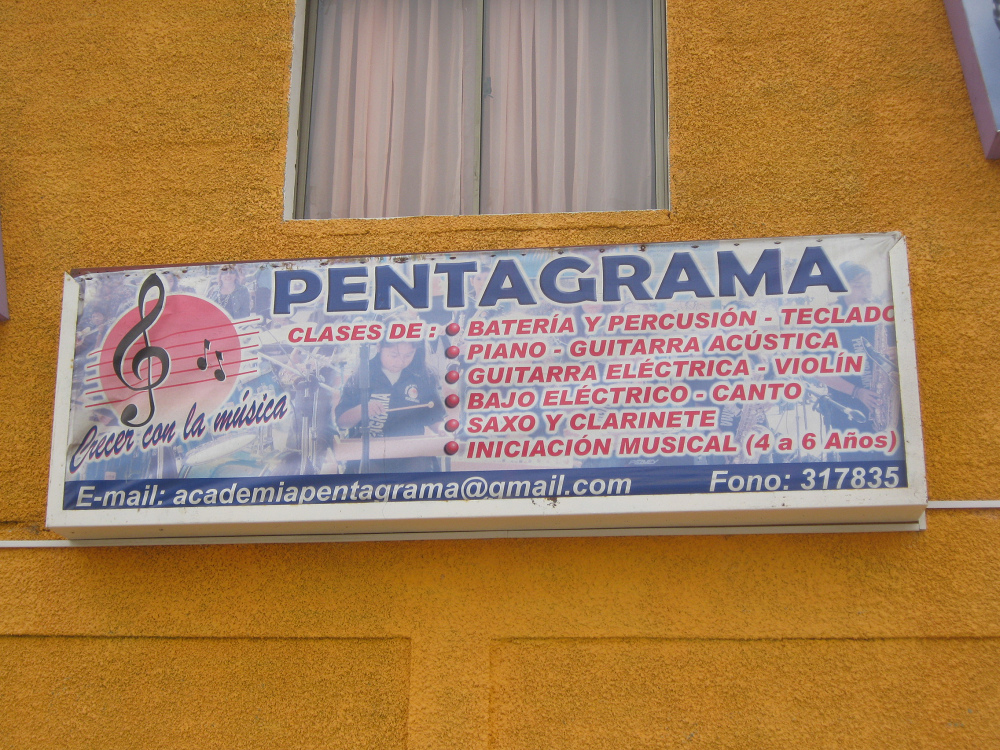 PENTAGRAMA
CLASES DE :
BATERÍA Y PERCUSIÓN - TECLADO
PIANO - GUITARRA ACÚSTICA
GUITARRA ELÉCTRICA - VIOLÍN
BAJO ELÉCTRICO - CANTO
SAXO Y CLARINETE
INICIACIÓN MUSICAL (4 a 6 Años)
Crecer con la música
E-mail: academiapentagrama@gmail.com
Fono: 317835